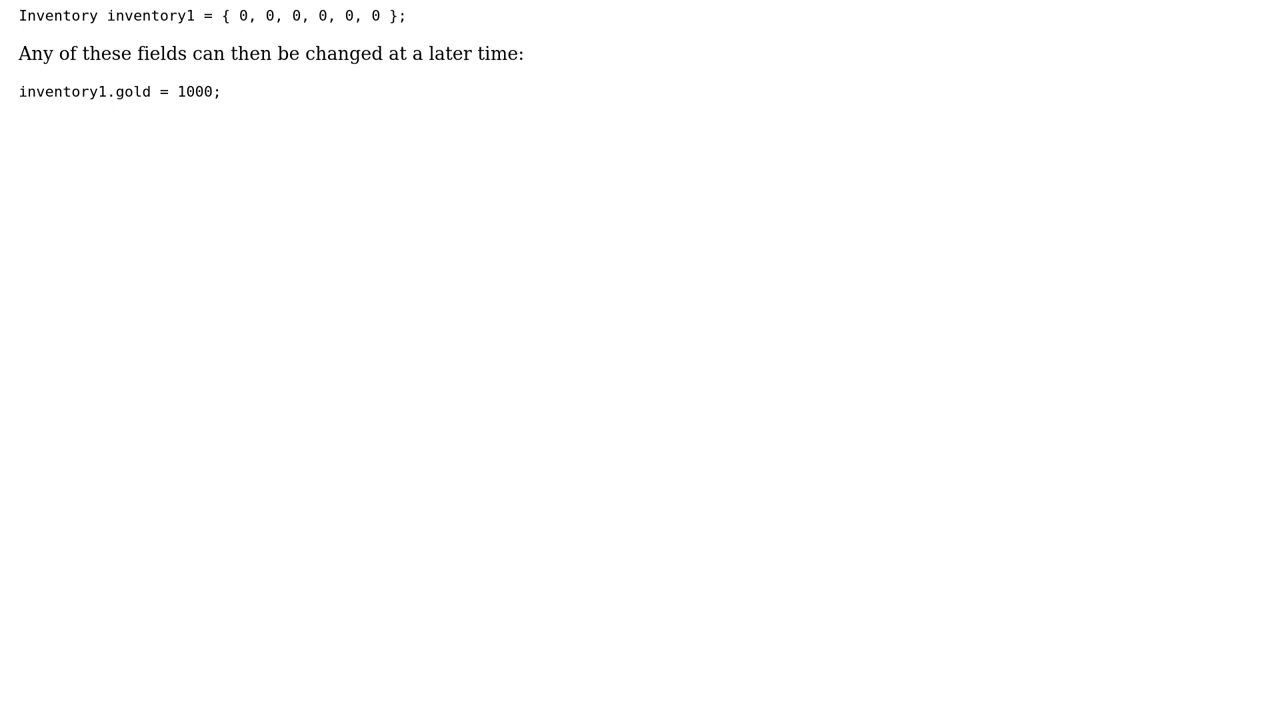 Inventory inventory1 = { 0, 0, 0, 0, 0, 0 };
Any of these fields can then be changed at a later time:
inventory1.gold = 1000;